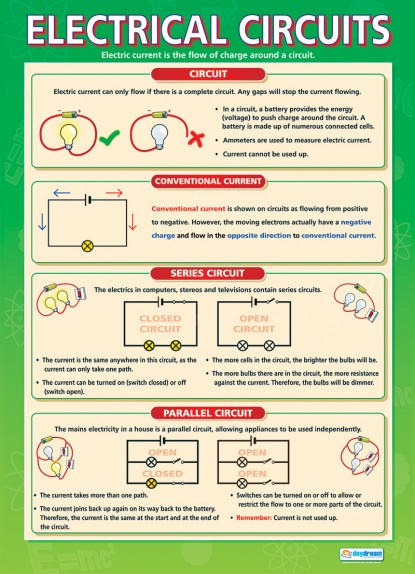 ELECTRICAL CIRCUITS
Electric current is the flow of charge around a circuit.
CIRCUIT
Electric current can only flow if there is a complete circuit. Any gaps will stop the current flowing.
• In a circuit, a battery provides the energy
(voltage) to push charge around the circuit. A
battery is made up of numerous connected cells.
• Ammeters are used to measure electric current.
• Current cannot be used up.
CONVENTIONAL CURRENT
Conventional current is shown on circuits as flowing from positive
to negative. However, the moving electrons actually have a negative
charge and flow in the opposite direction to conventional current.
SERIES CIRCUIT
The electrics in computers, stereos and televisions contain series circuits.
CLOSED
CIRCUIT
OPEN
CIRCUIT
• The current is the same anywhere in this circuit, as the
current can only take one path.
• The current can be turned on (switch closed) or off
(switch open).
• The more cells in the circuit, the brighter the bulbs will be.
• The more bulbs there are in the circuit, the more resistance
against the current. Therefore, the bulbs will be dimmer.
PARALLEL CIRCUIT
The mains electricity in a house is a parallel circuit, allowing appliances to be used independently.
OPEN
CLOSED
OPEN
OPEN
• The current takes more than one path.
• The current joins back up again on its way back to the battery.
Therefore, the current is the same at the start and at the end of
the circuit.
• Switches can be turned on or off to allow or
restrict the flow to one or more parts of the circuit.
• Remember: Current is not used up.
daydream